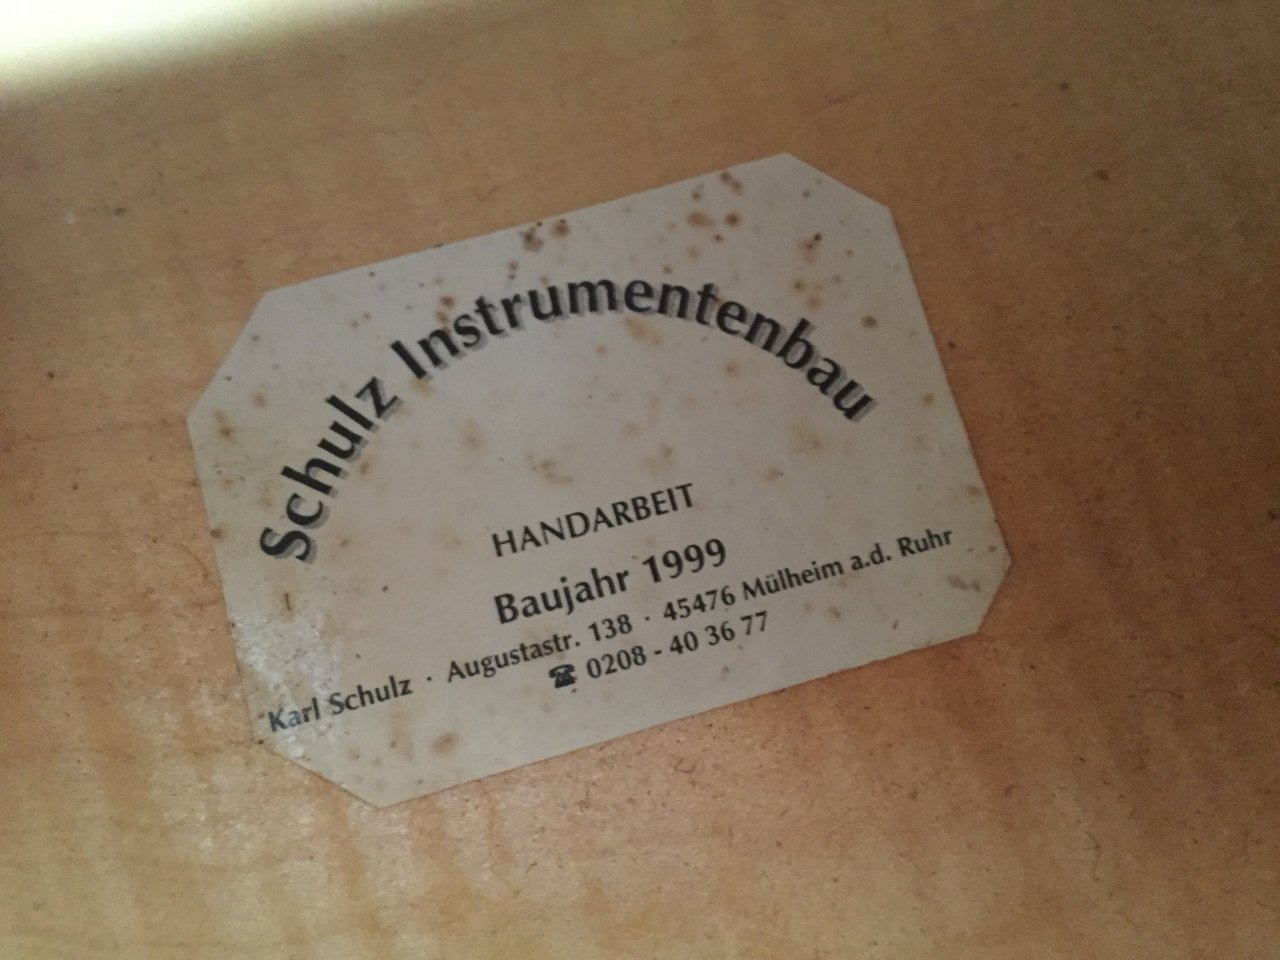 Schulz Instrumentenbau
HANDARBEIT
Baujahr 1999
Karl Schulz · Augustastr. 138 · 45476 Mülheim a.d. Ruhr
☎ 0208 - 40 36 77